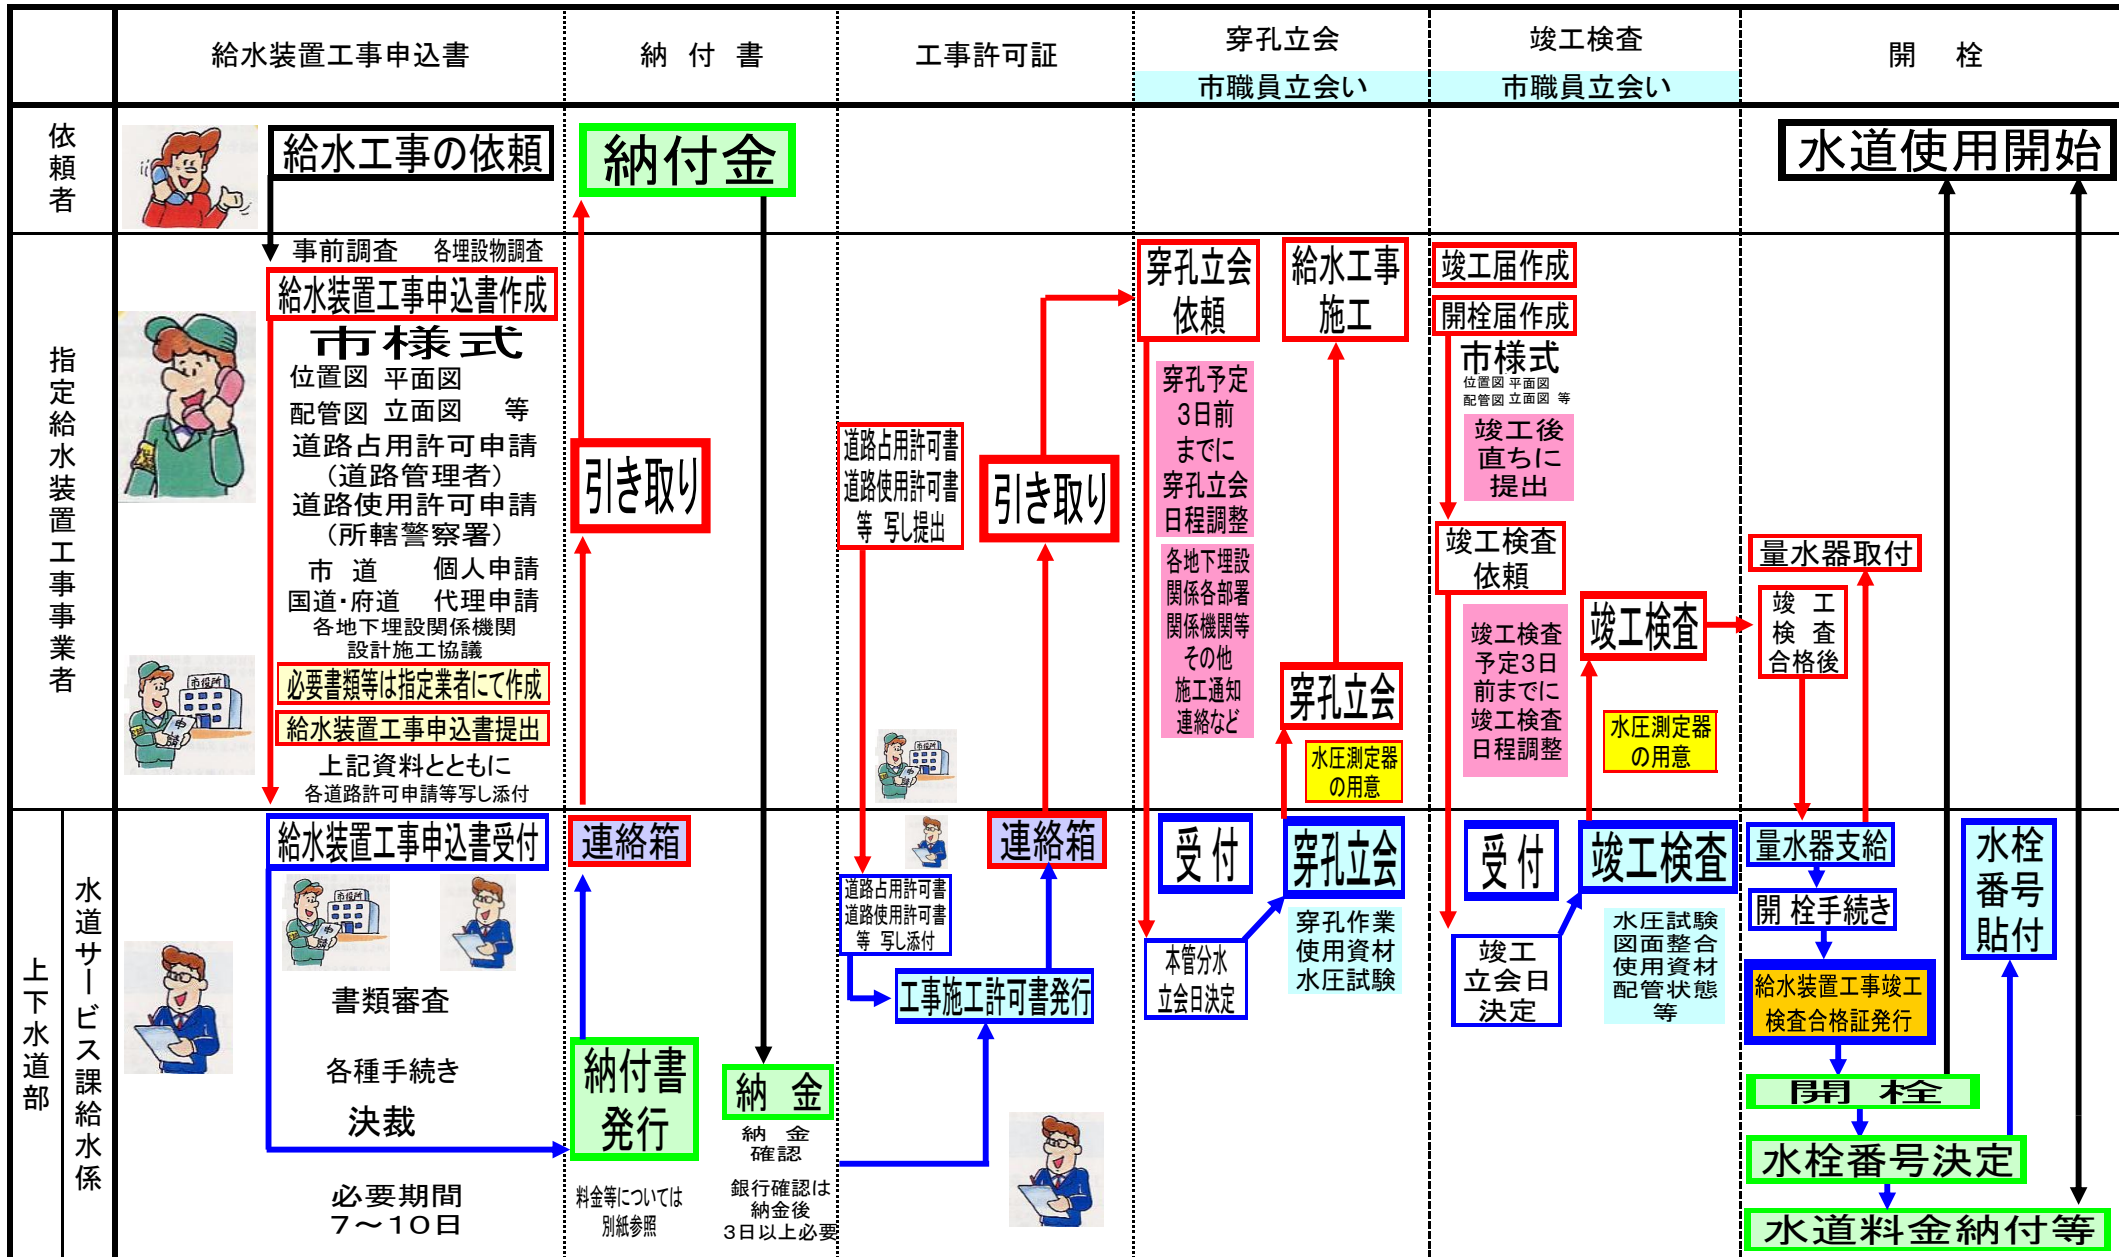 給水装置工事申込書
納 付 書
工事許可証
穿孔立会
市職員立会い
竣工検査
市職員立会い
開 栓
依頼者
給水工事の依頼
納付金
水道使用開始
指定給水装置工事事業者
事前調査 各埋設物調査
給水装置工事申込書作成
市様式
位置図 平面図
配管図 立面図 等
道路占用許可申請
(道路管理者)
道路使用許可申請
(所轄警察署)
市 道 個人申請
国道・府道 代理申請
各地下埋設関係機関
設計施工協議
必要書類等は指定業者にて作成
給水装置工事申込書提出
上記資料とともに
各道路許可申請等写し添付
市役所
申請
引き取り
道路占用許可書
道路使用許可書
等 写し提出
引き取り
市役所
申請
穿孔立会
依頼
穿孔予定
3日前
までに
穿孔立会
日程調整
各地下埋設
関係各部署
関係機関等
その他
施工通知
連絡など
給水工事
施工
穿孔立会
水圧測定器
の用意
竣工届作成
開栓届作成
市様式
位置図 平面図
配管図 立面図 等
竣工後
直ちに
提出
竣工検査
依頼
竣工検査
予定3日
前までに
竣工検査
日程調整
竣工検査
水圧測定器
の用意
量水器取付
竣 工
検 査
合格後
上下水道部
水道サービス課給水係
給水装置工事申込書受付
市役所
申請
書類審査
各種手続き
決裁
必要期間
7～10日
連絡箱
納付書
発行
料金等については
別紙参照
納 金
納 金
確認
銀行確認は
納金後
3日以上必要
道路占用許可書
道路使用許可書
等 写し添付
連絡箱
工事施工許可書発行
受 付
本管分水
立会日決定
穿孔立会
穿孔作業
使用資材
水圧試験
受 付
竣工
立会日
決定
竣工検査
水圧試験
図面整合
使用資材
配管状態
等
量水器支給
開 栓手続き
給水装置工事竣工
検査合格証発行
開 栓
水栓番号決定
水道料金納付等
水栓
番号
貼付